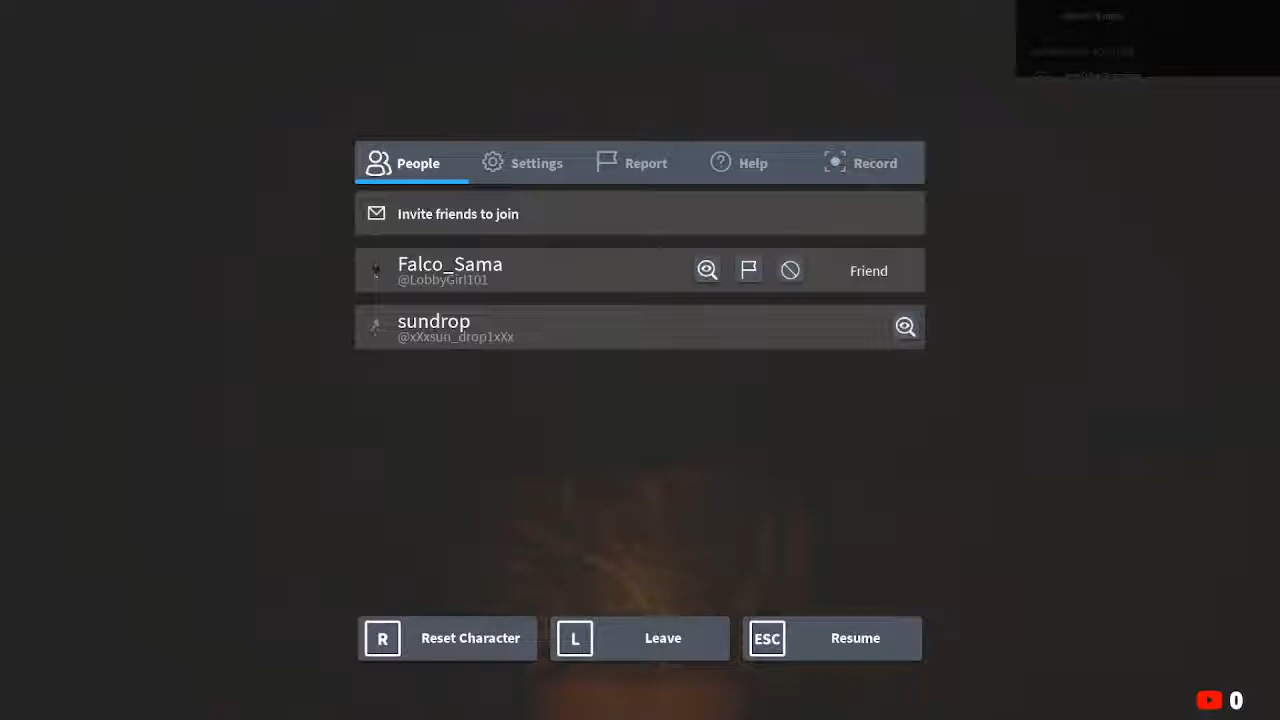 People
Settings
Report
Help
Record
Invite friends to join
Falco_Sama
@LobbyGirl101
Friend
sundrop
@xXxsun_drop1xXx
R Reset Character
L Leave
ESC Resume
0